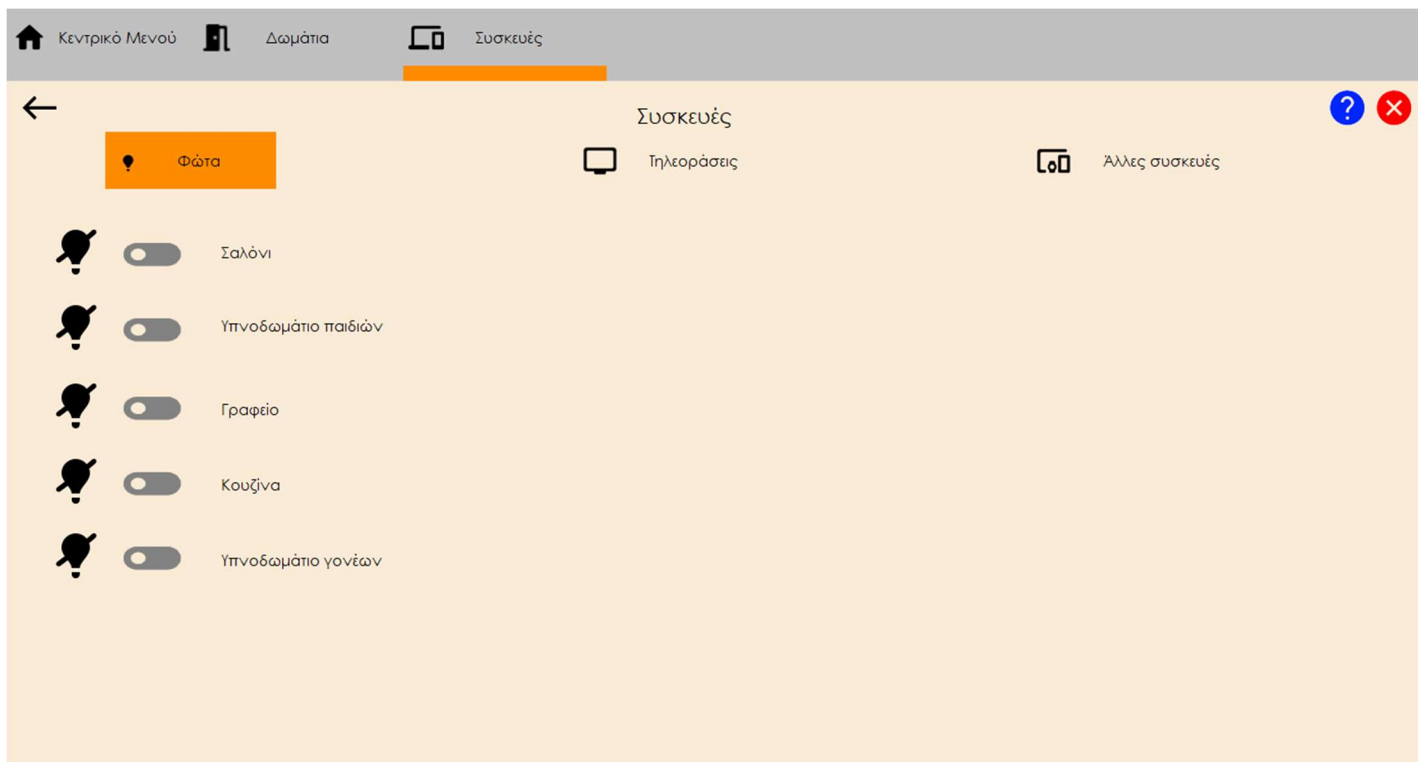 Κεντρικό Μενού Δωμάτια Συσκευές
?
Συσκευές
Φώτα Τηλεοράσεις Άλλες συσκευές
Σαλόνι
Υπνοδωμάτιο παιδιών
Γραφείο
Κουζίνα
Υπνοδωμάτιο γονέων